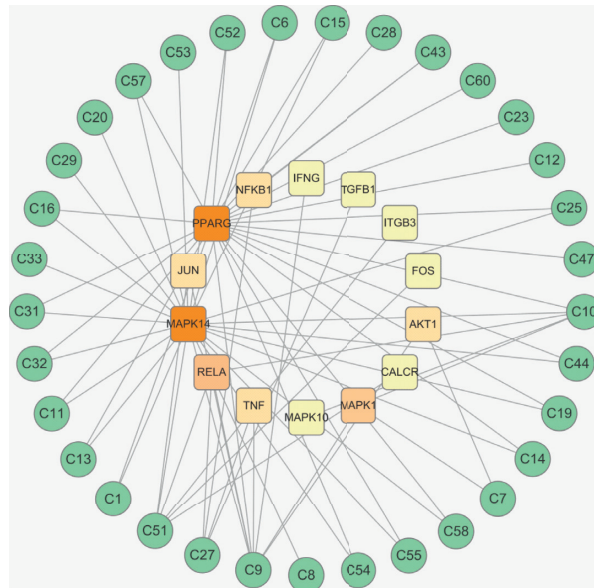 C6
C15
C52
C28
C53
C43
C57
C60
C20
C23
C29
NFKB1
IFNG
TGFB1
C12
C16
PPARG
ITGB3
C25
C33
JUN
FOS
C47
C31
MAPK14
AKT1
C10
C32
RELA
CALCR
C44
C11
TNF
MAPK10
MAPK1
C19
C13
C14
C1
C7
C51
C58
C27
C55
C9
C8
C54